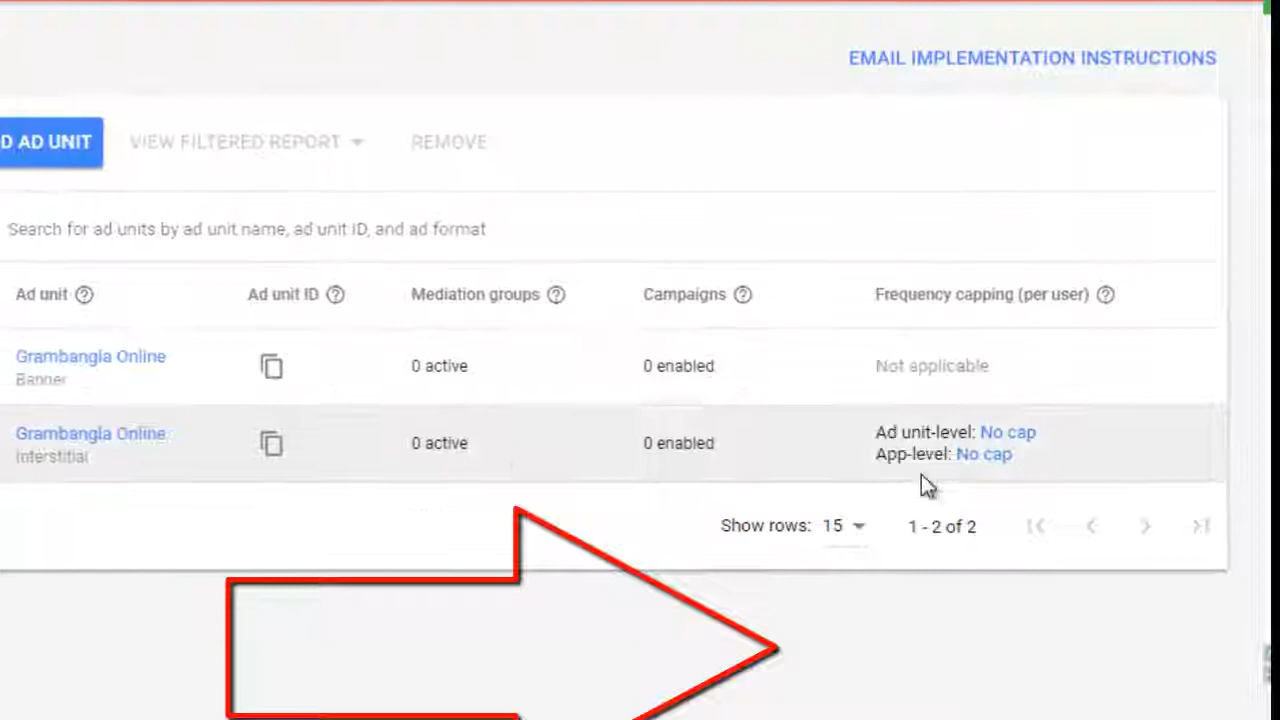 EMAIL IMPLEMENTATION INSTRUCTIONS
D AD UNIT VIEW FILTERED REPORT REMOVE
Search for ad units by ad unit name, ad unit ID, and ad format
Ad unit Ad unit ID Mediation groups Campaigns Frequency capping (per user)
Grambangla Online
Banner
0 active 0 enabled Not applicable
Grambangla Online
Interstitial
0 active 0 enabled
Ad unit-level: No cap
App-level: No cap
Show rows: 15 1 - 2 of 2